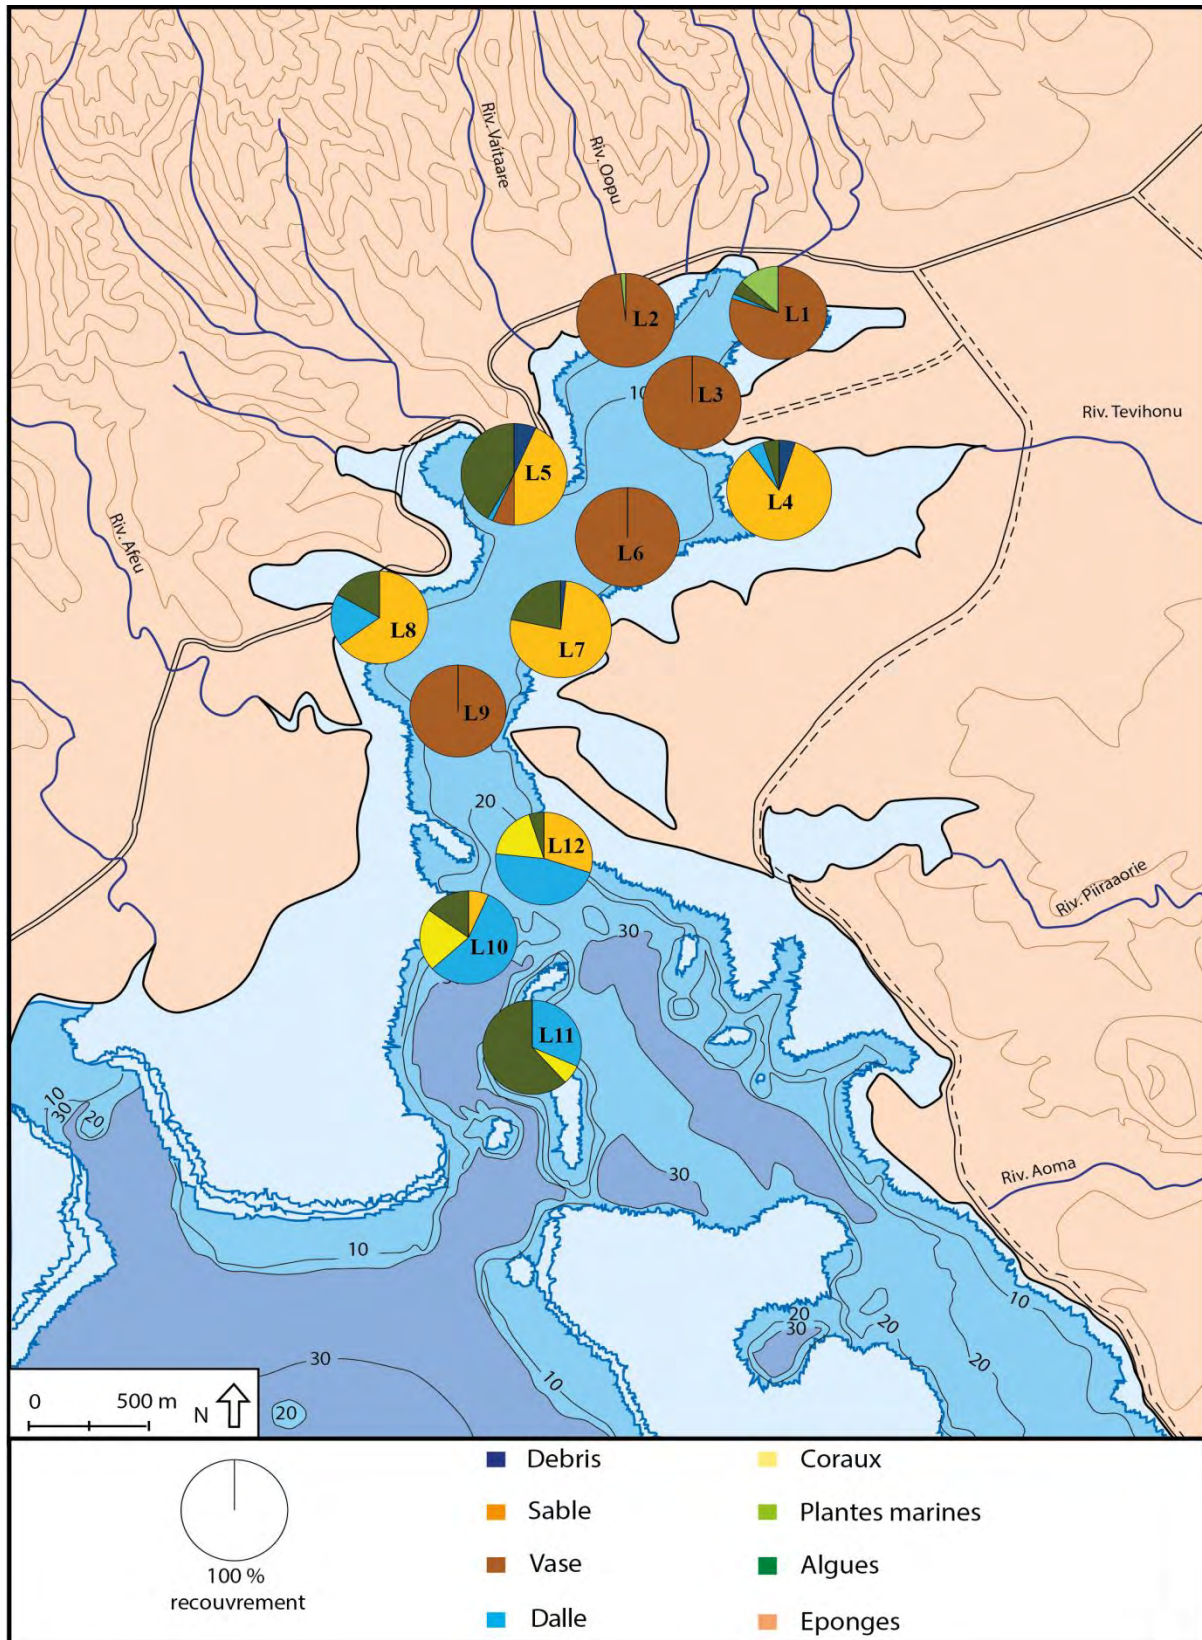 Riv. Vaitaare
Riv. Oopu
L2
L1
10
L3
Riv. Tevihonu
L5
L4
Riv. Afeu
L6
L8
L7
L9
20
L12
Riv. Piiraaorie
L10
30
L11
10
30
20
30
Riv. Aoma
10
10
20
30
20
30
20
10
20
0 500 m N
100 %
recouvrement
Debris
Sable
Vase
Dalle
Coraux
Plantes marines
Algues
Eponges